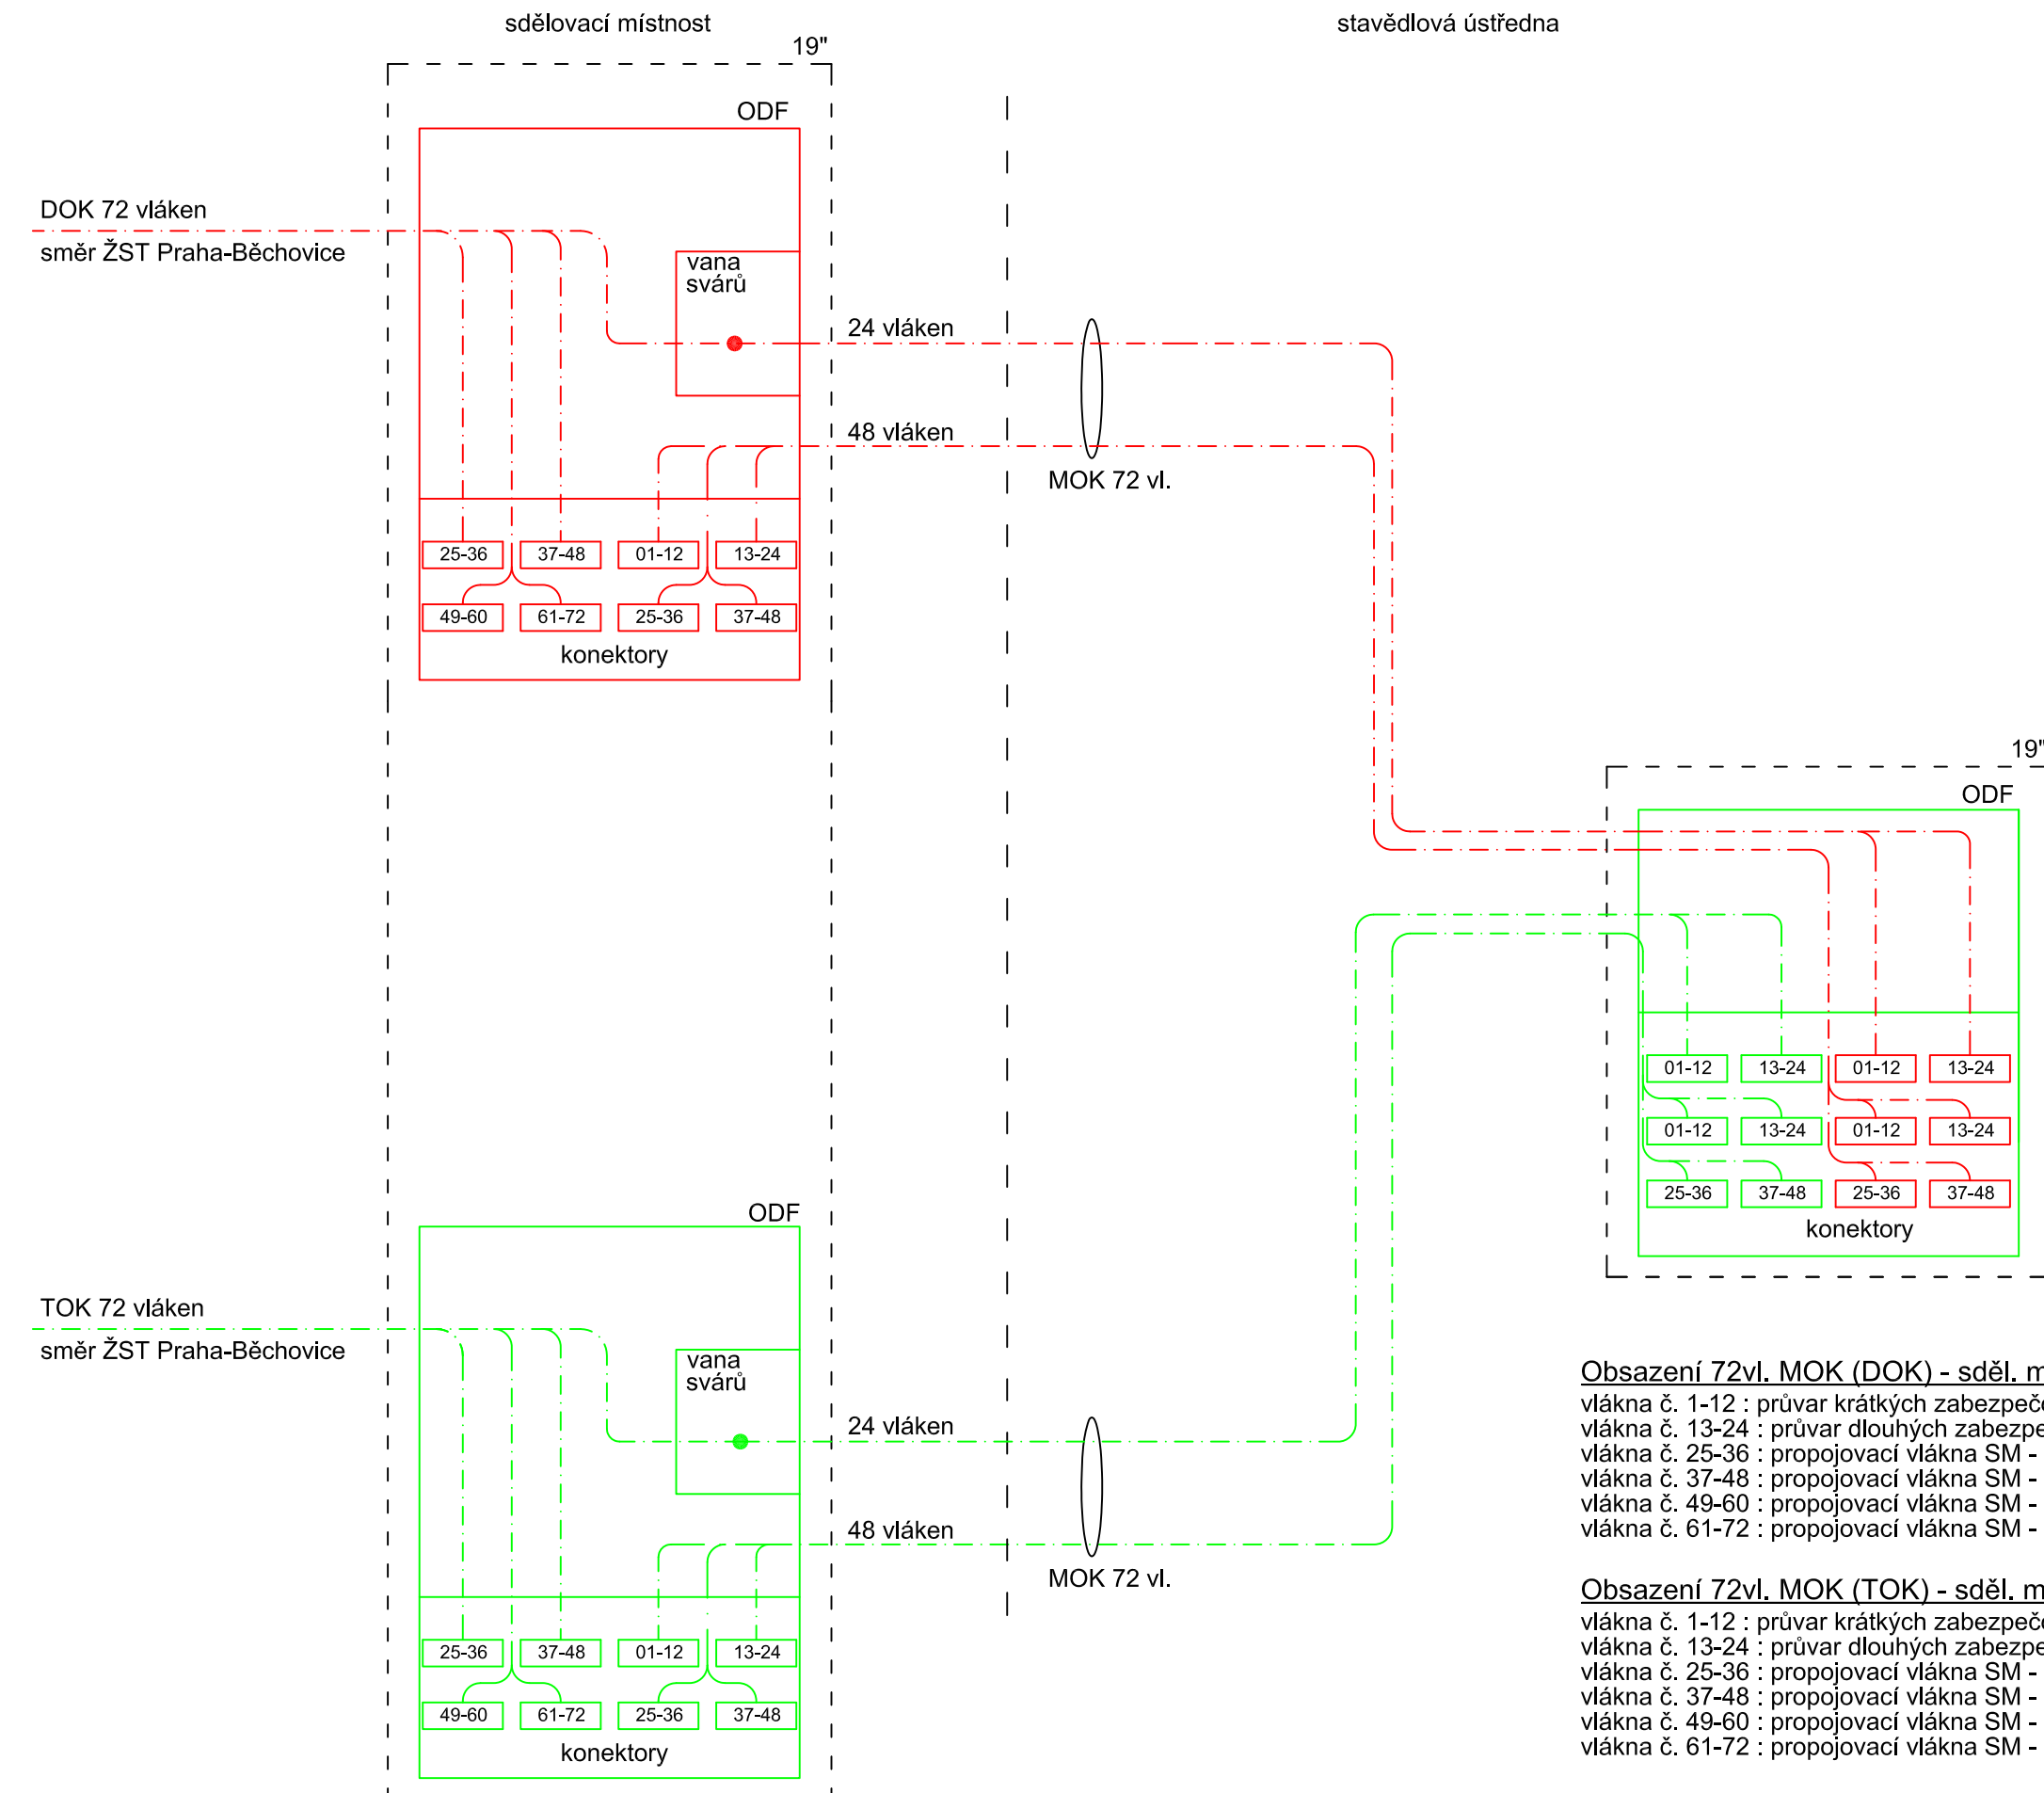 sdělovací místnost
stavědlová ústředna
19"
ODF
DOK 72 vláken
směr ŽST Praha-Běchovice
vana
svárů
24 vláken
48 vláken
MOK 72 vl.
25-36
37-48
01-12
13-24
49-60
61-72
25-36
37-48
konektory
19"
ODF
01-12
13-24
01-12
13-24
01-12
13-24
01-12
13-24
25-36
37-48
25-36
37-48
konektory
ODF
TOK 72 vláken
směr ŽST Praha-Běchovice
vana
svárů
24 vláken
48 vláken
MOK 72 vl.
25-36
37-48
01-12
13-24
49-60
61-72
25-36
37-48
konektory
Obsazení 72vl. MOK (DOK) - sděl. m
vlákna č. 1-12 : průvar krátkých zabezpeč
vlákna č. 13-24 : průvar dlouhých zabezpe
vlákna č. 25-36 : propojovací vlákna SM -
vlákna č. 37-48 : propojovací vlákna SM -
vlákna č. 49-60 : propojovací vlákna SM -
vlákna č. 61-72 : propojovací vlákna SM -
Obsazení 72vl. MOK (TOK) - sděl. m
vlákna č. 1-12 : průvar krátkých zabezpeč
vlákna č. 13-24 : průvar dlouhých zabezpe
vlákna č. 25-36 : propojovací vlákna SM -
vlákna č. 37-48 : propojovací vlákna SM -
vlákna č. 49-60 : propojovací vlákna SM -
vlákna č. 61-72 : propojovací vlákna SM -